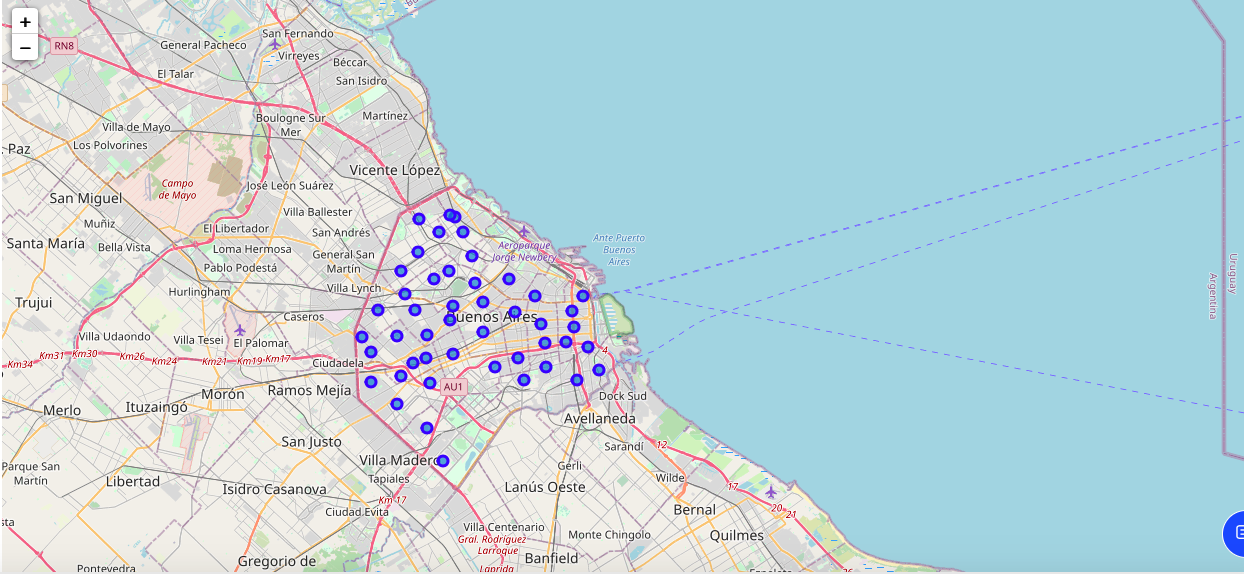 +
−
RN8
San Fernando
General Pacheco
Virreyes
Béccar
El Talar
San Isidro
Martínez
Boulogne Sur
Mer
Villa de Mayo
Los Polvorines
Paz
Vicente López
Campo
de Mayo
José León Suárez
San Miguel
Villa Ballester
Muñiz
El Libertador
San Andrés
Santa María
Bella Vista
Loma Hermosa
General San
Martín
Pablo Podestá
Aeroparque
Jorge Newbery
Ante Puerto
Buenos
Aires
Uruguay
Argentina
Villa Lynch
Hurlingham
Trujui
Caseros
Buenos Aires
Villa Udaondo
Villa Tesei
El Palomar
Km34
Km31
Km30
Km26
Km24
Km21
Km19
Km17
Ciudadela
4
AU1
Ramos Mejía
Morón
Merlo
Ituzaingó
Dock Sud
Avellaneda
San Justo
Sarandí
12
Villa Madero
Parque San
Martín
Tapiales
Gerli
Wilde
Libertad
Isidro Casanova
Lanús Oeste
17
Km 17
20
21
Ciudad Evita
Bernal
Villa Centenario
Monte Chingolo
Quilmes
Gral. Rodríguez
Larroque
Laprida
Banfield
Gregorio de
Pontevedra